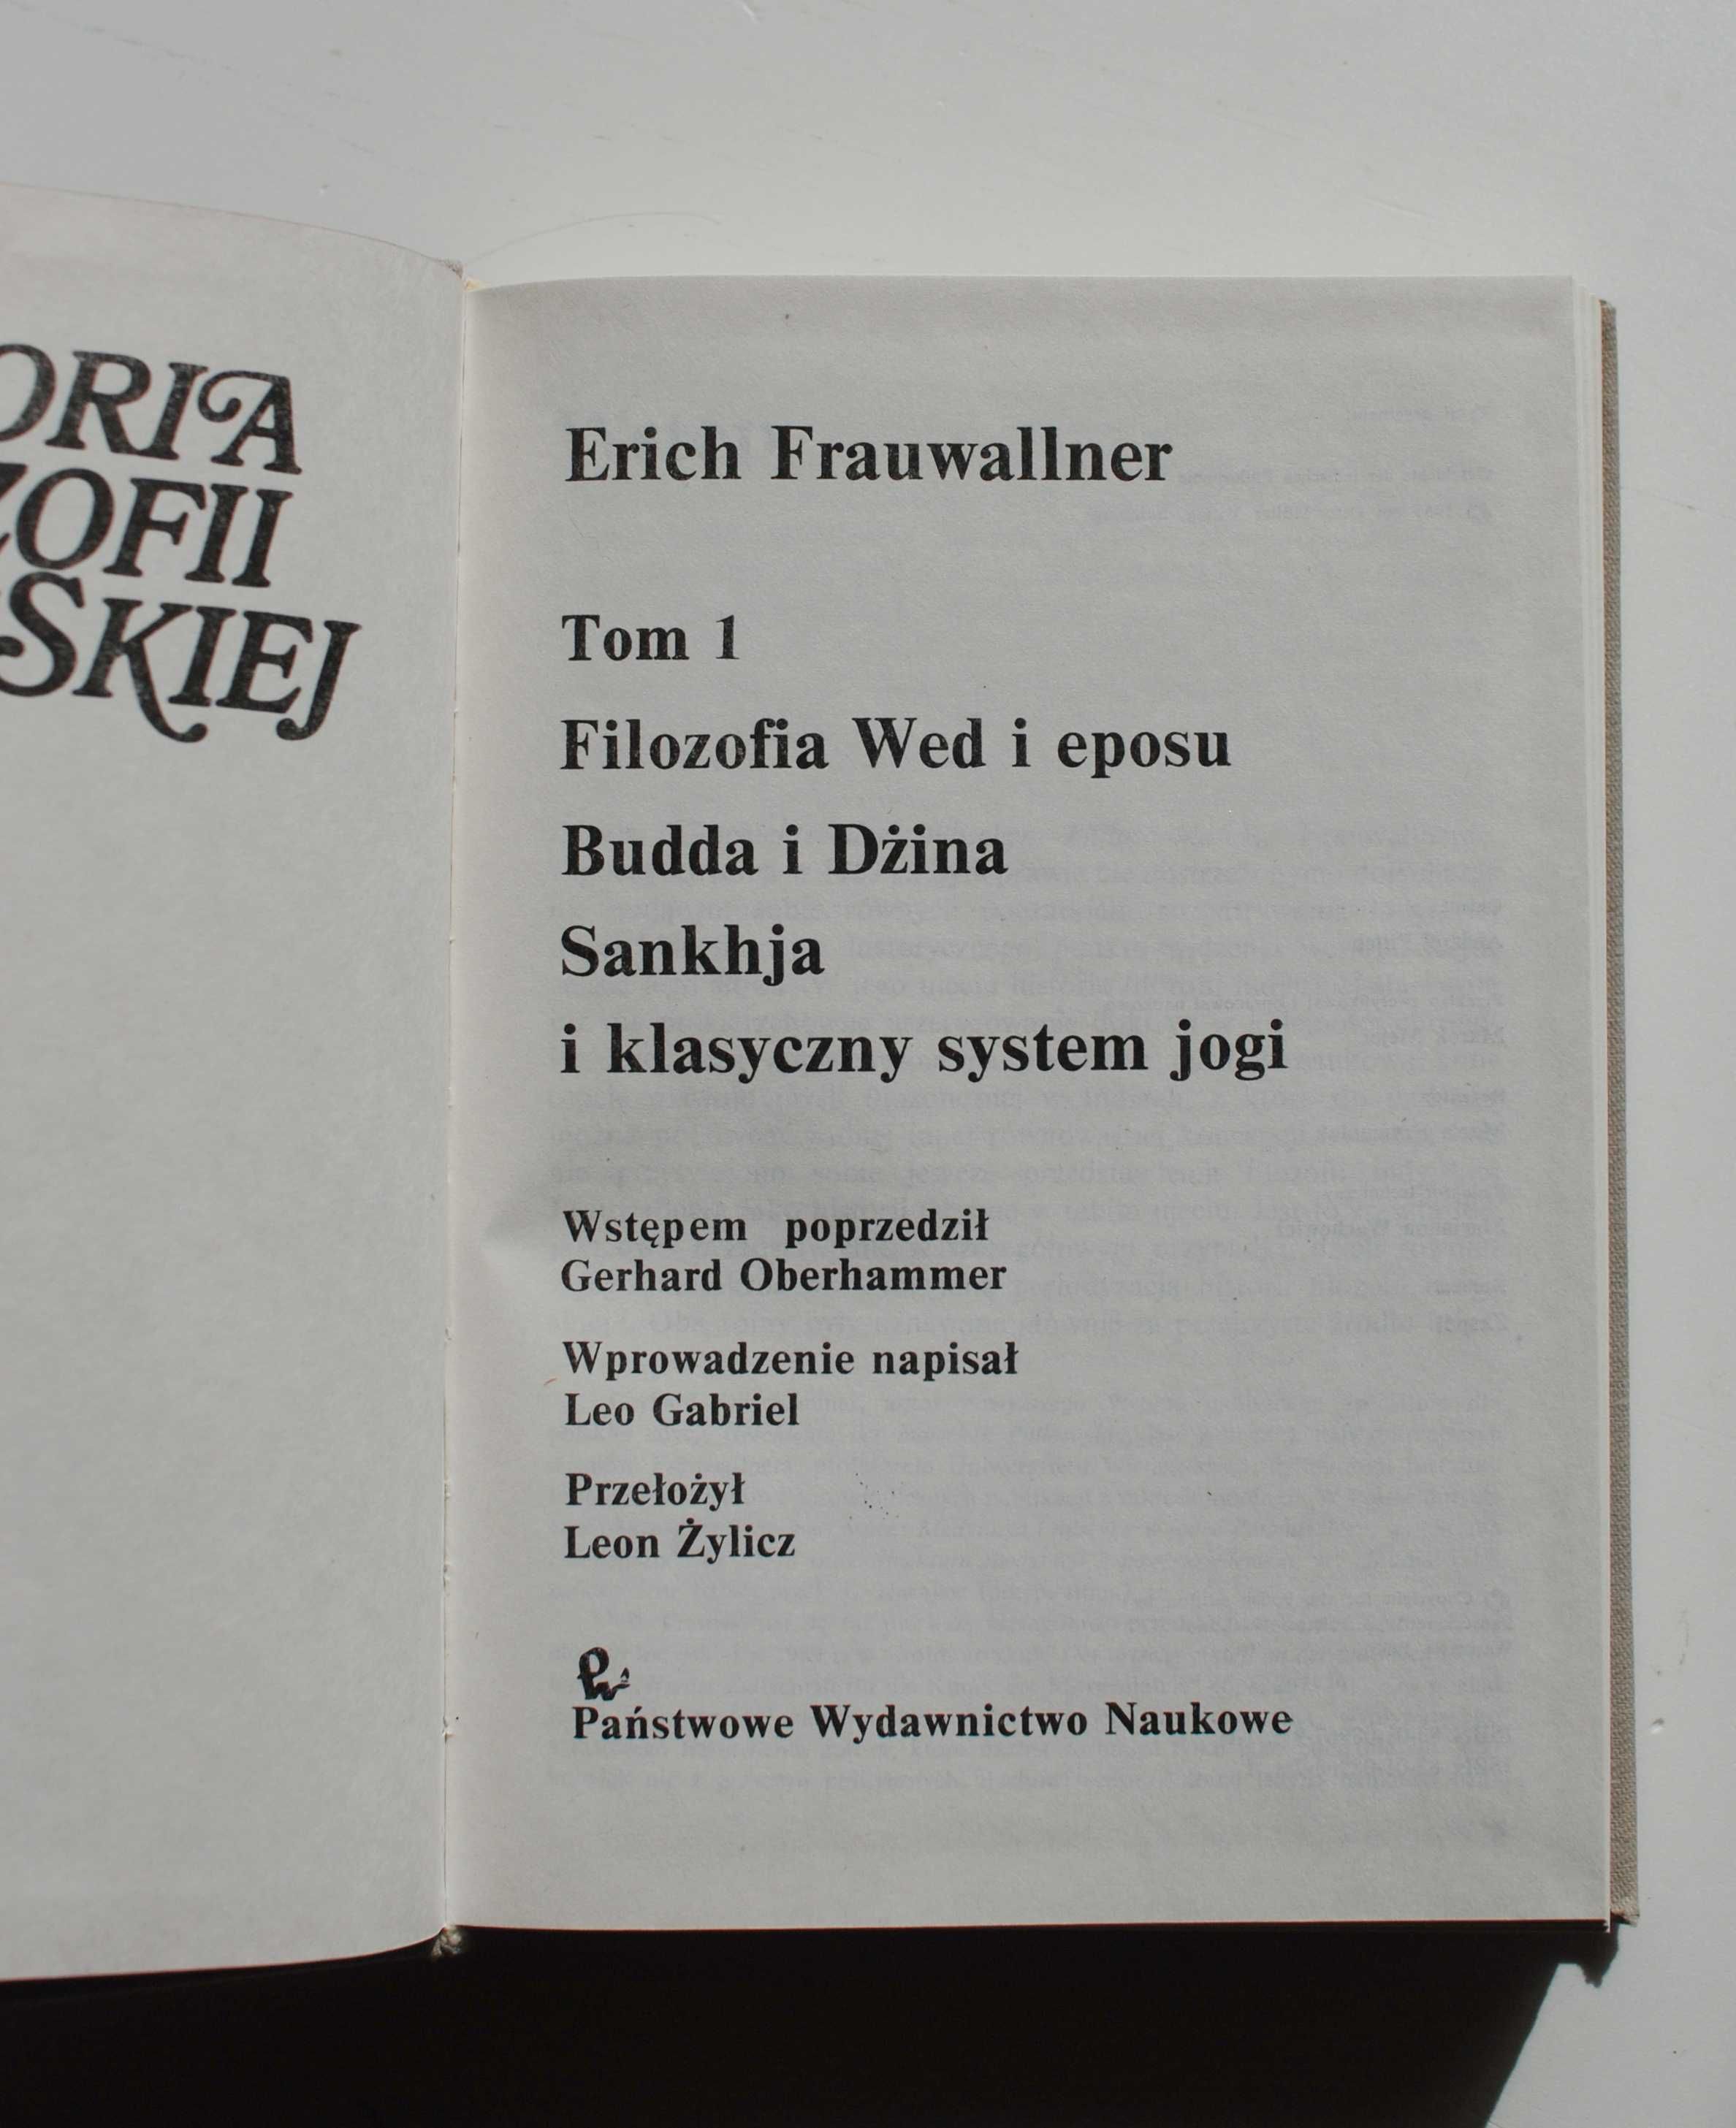 ORIA
ZOFII
SKIEJ
Erich Frauwallner
Tom 1
Filozofia Wed i eposu
Budda i Dżina
Sankhja
i klasyczny system jogi
Wstępem poprzedził
Gerhard Oberhammer
Wprowadzenie napisał
Leo Gabriel
Przełożył
Leon Żylicz
Państwowe Wydawnictwo Naukowe